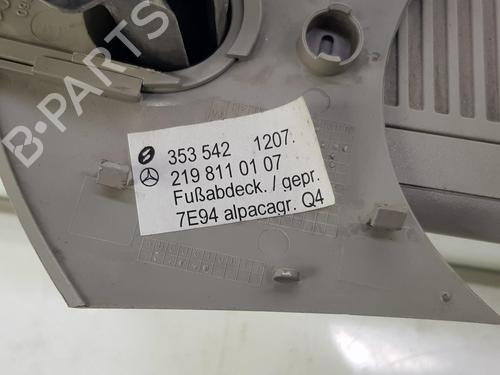 B-PARTS
353 542 1207.
219 811 01 07
Fußabdeck. / gepr.
7E94 alpacagr. Q4